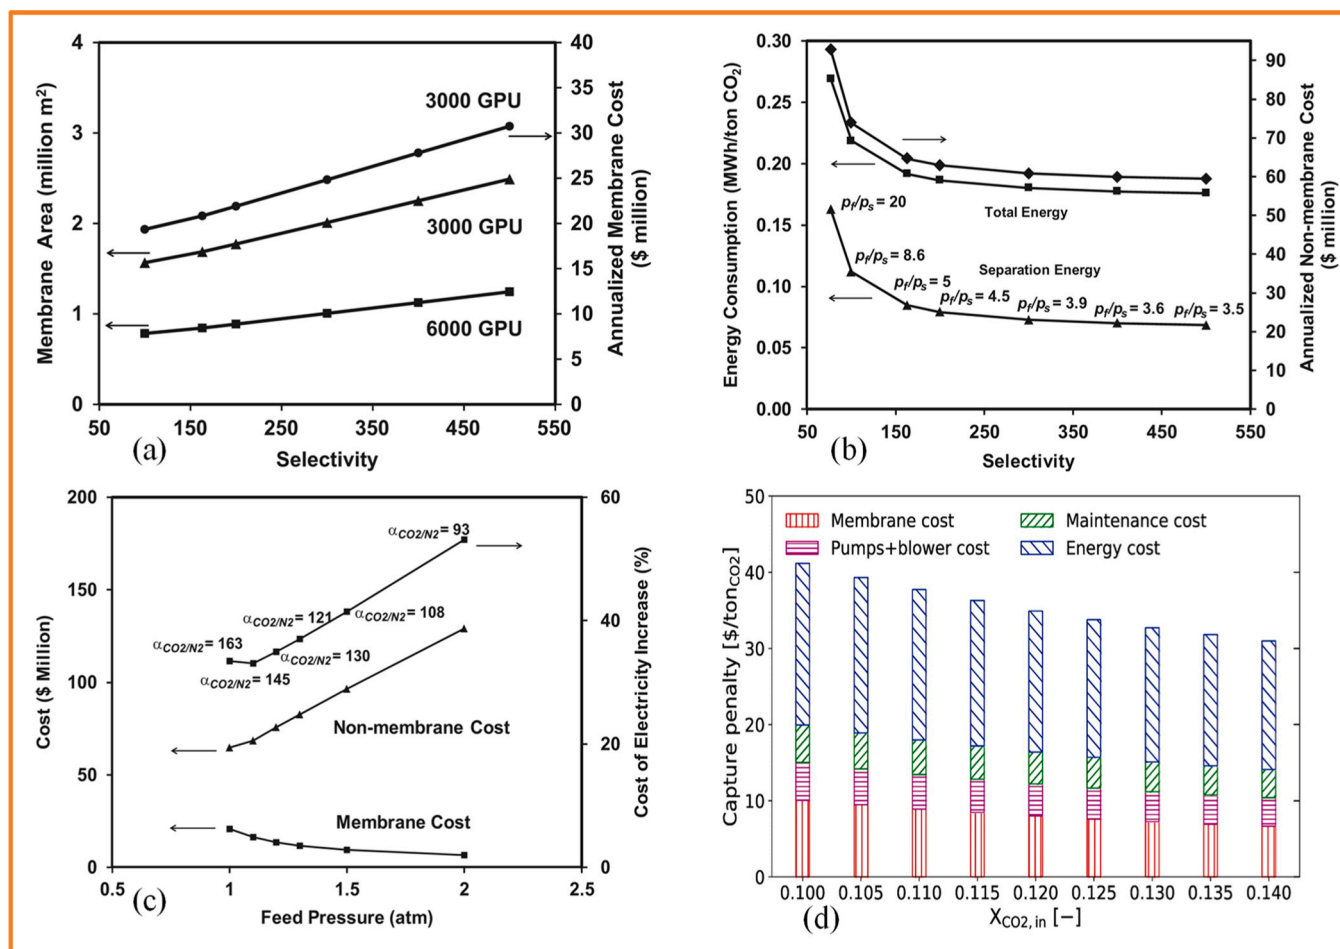 4
3
2
1
0
Membrane Area (million m²)
3000 GPU
3000 GPU
6000 GPU
40
35
30
25
20
15
10
5
0
Annualized Membrane Cost
($ million)
50 150 250 350 450 550
(a)
Selectivity
0.30
0.25
0.20
0.15
0.10
0.05
0.00
Energy Consumption (MWh/ton CO₂)
Total Energy
pf/ps = 20
pf/ps = 8.6
Separation Energy
pf/ps = 5
pf/ps = 4.5
pf/ps = 3.9
pf/ps = 3.6
pf/ps = 3.5
90
80
70
60
50
40
30
20
10
0
Annualized Non-membrane Cost
($ million)
50 150 250 350 450 550
(b)
Selectivity
200
150
100
50
0
Cost ($ Million)
αCO2/N2 = 93
αCO2/N2 = 108
αCO2/N2 = 121
αCO2/N2 = 130
αCO2/N2 = 163
αCO2/N2 = 145
Non-membrane Cost
Membrane Cost
60
40
20
0
Cost of Electricity Increase (%)
0.5 1 1.5 2 2.5
(c)
Feed Pressure (atm)
50
40
30
20
10
0
Capture penalty [$/tonCO2]
Membrane cost
Pumps+blower cost
Maintenance cost
Energy cost
0.100 0.105 0.110 0.115 0.120 0.125 0.130 0.135 0.140
(d)
XCO2, in [−]